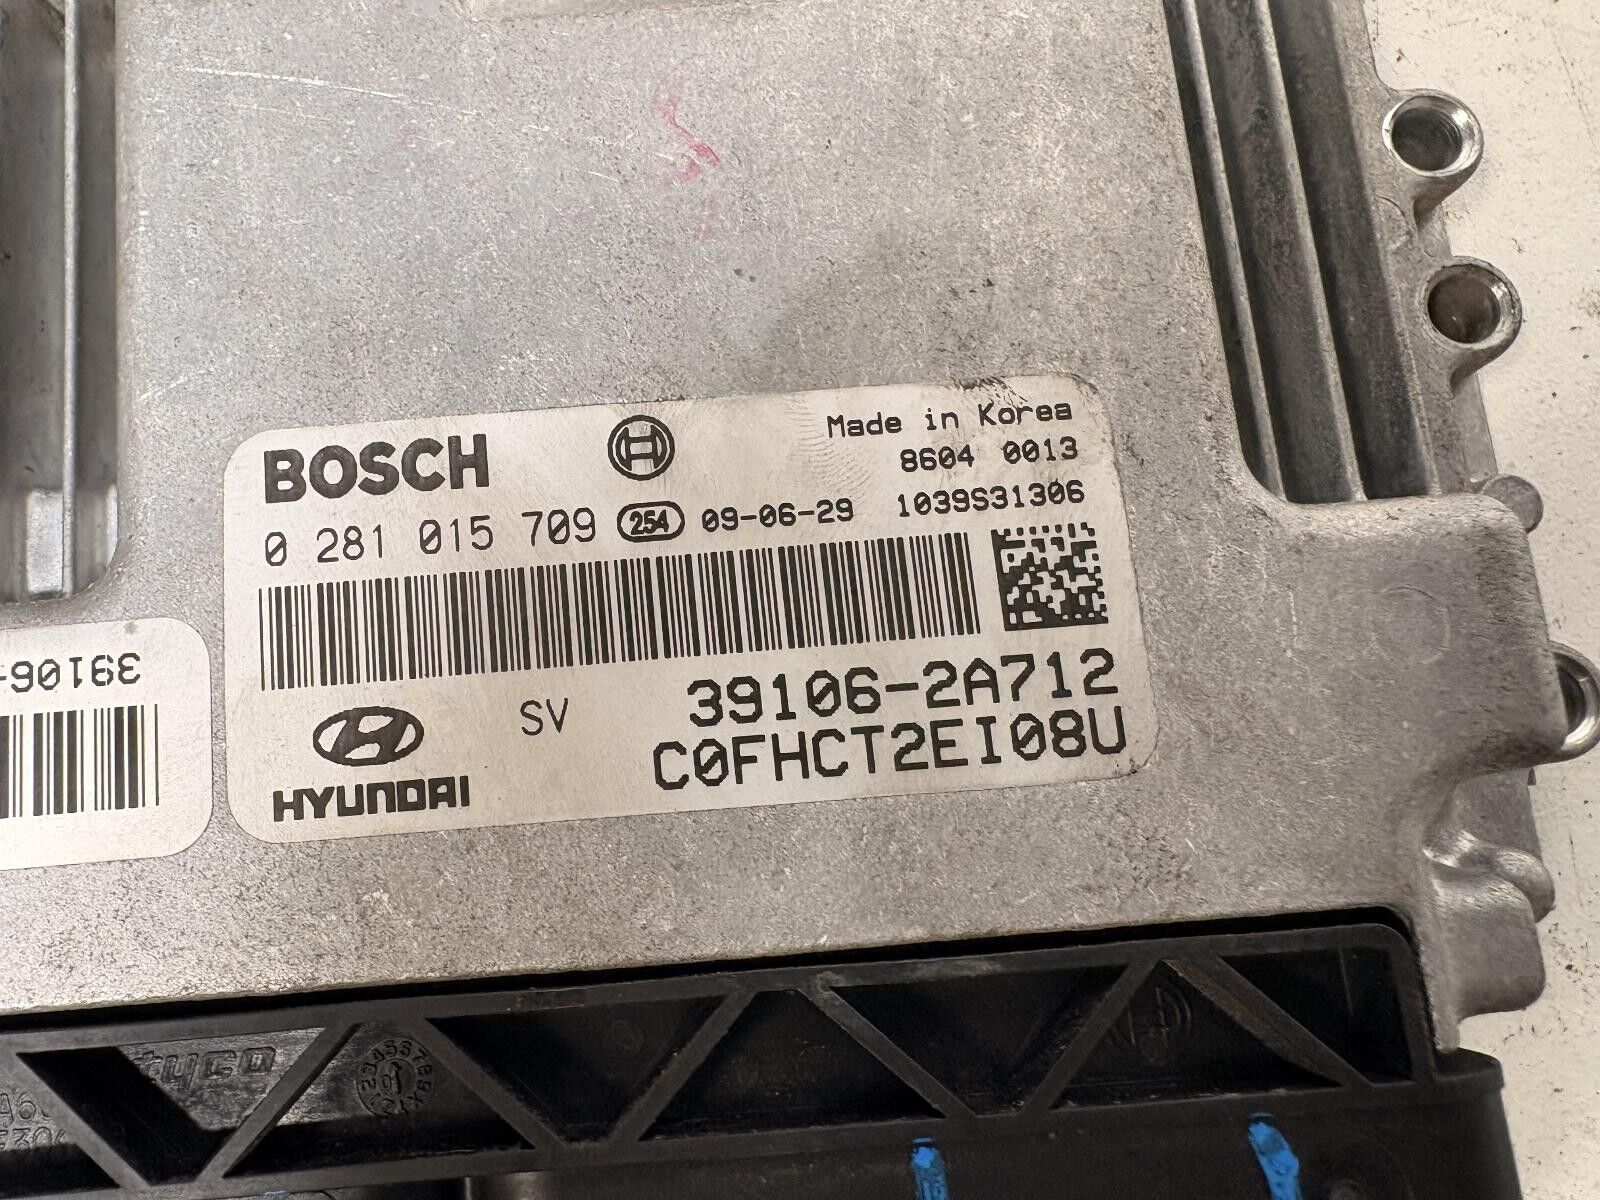 BOSCH
Made in Korea
8604 0013
0 281 015 709 254 09-06-29 1039S31306
39106-2A712
SV
C0FHCT2EI08U
HYUNDAI
39106-
tyco